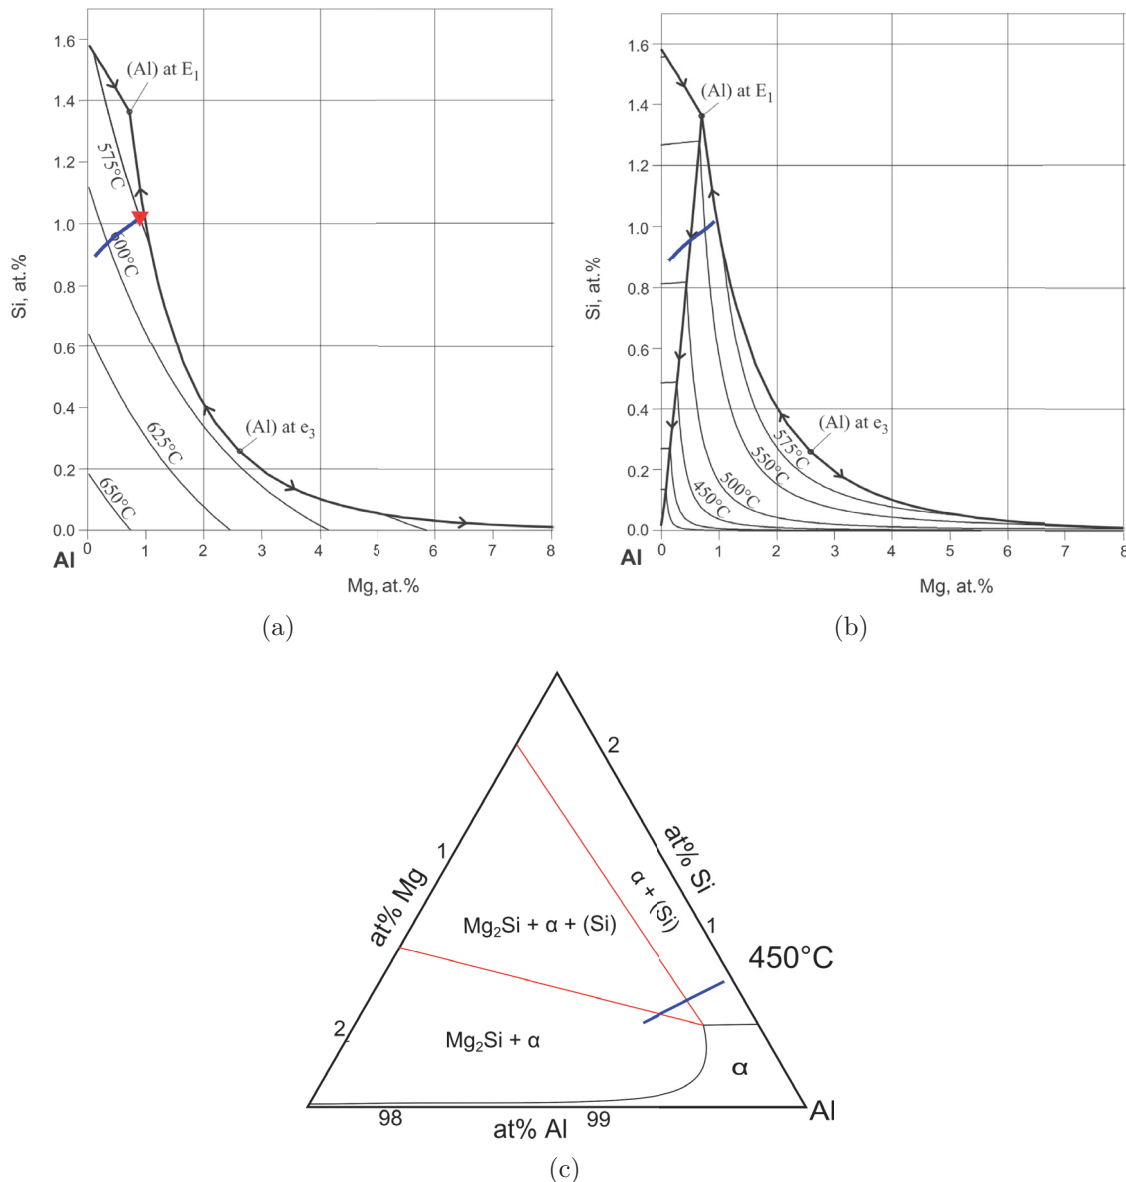 1.6
1.4
1.2
1.0
0.8
0.6
0.4
0.2
0.0
Si, at.%
(Al) at E1
575°C
600°C
625°C
650°C
(Al) at e3
0 1 2 3 4 5 6 7 8
Al
Mg, at.%
(a)
1.6
1.4
1.2
1.0
0.8
0.6
0.4
0.2
0.0
Si, at.%
(Al) at E1
(Al) at e3
575°C
550°C
500°C
450°C
0 1 2 3 4 5 6 7 8
Al
Mg, at.%
(b)
2
at% Si
1
at% Mg
1
α + (Si)
Mg2Si + α + (Si)
450°C
2
Mg2Si + α
α
Al
98 99
at% Al
(c)